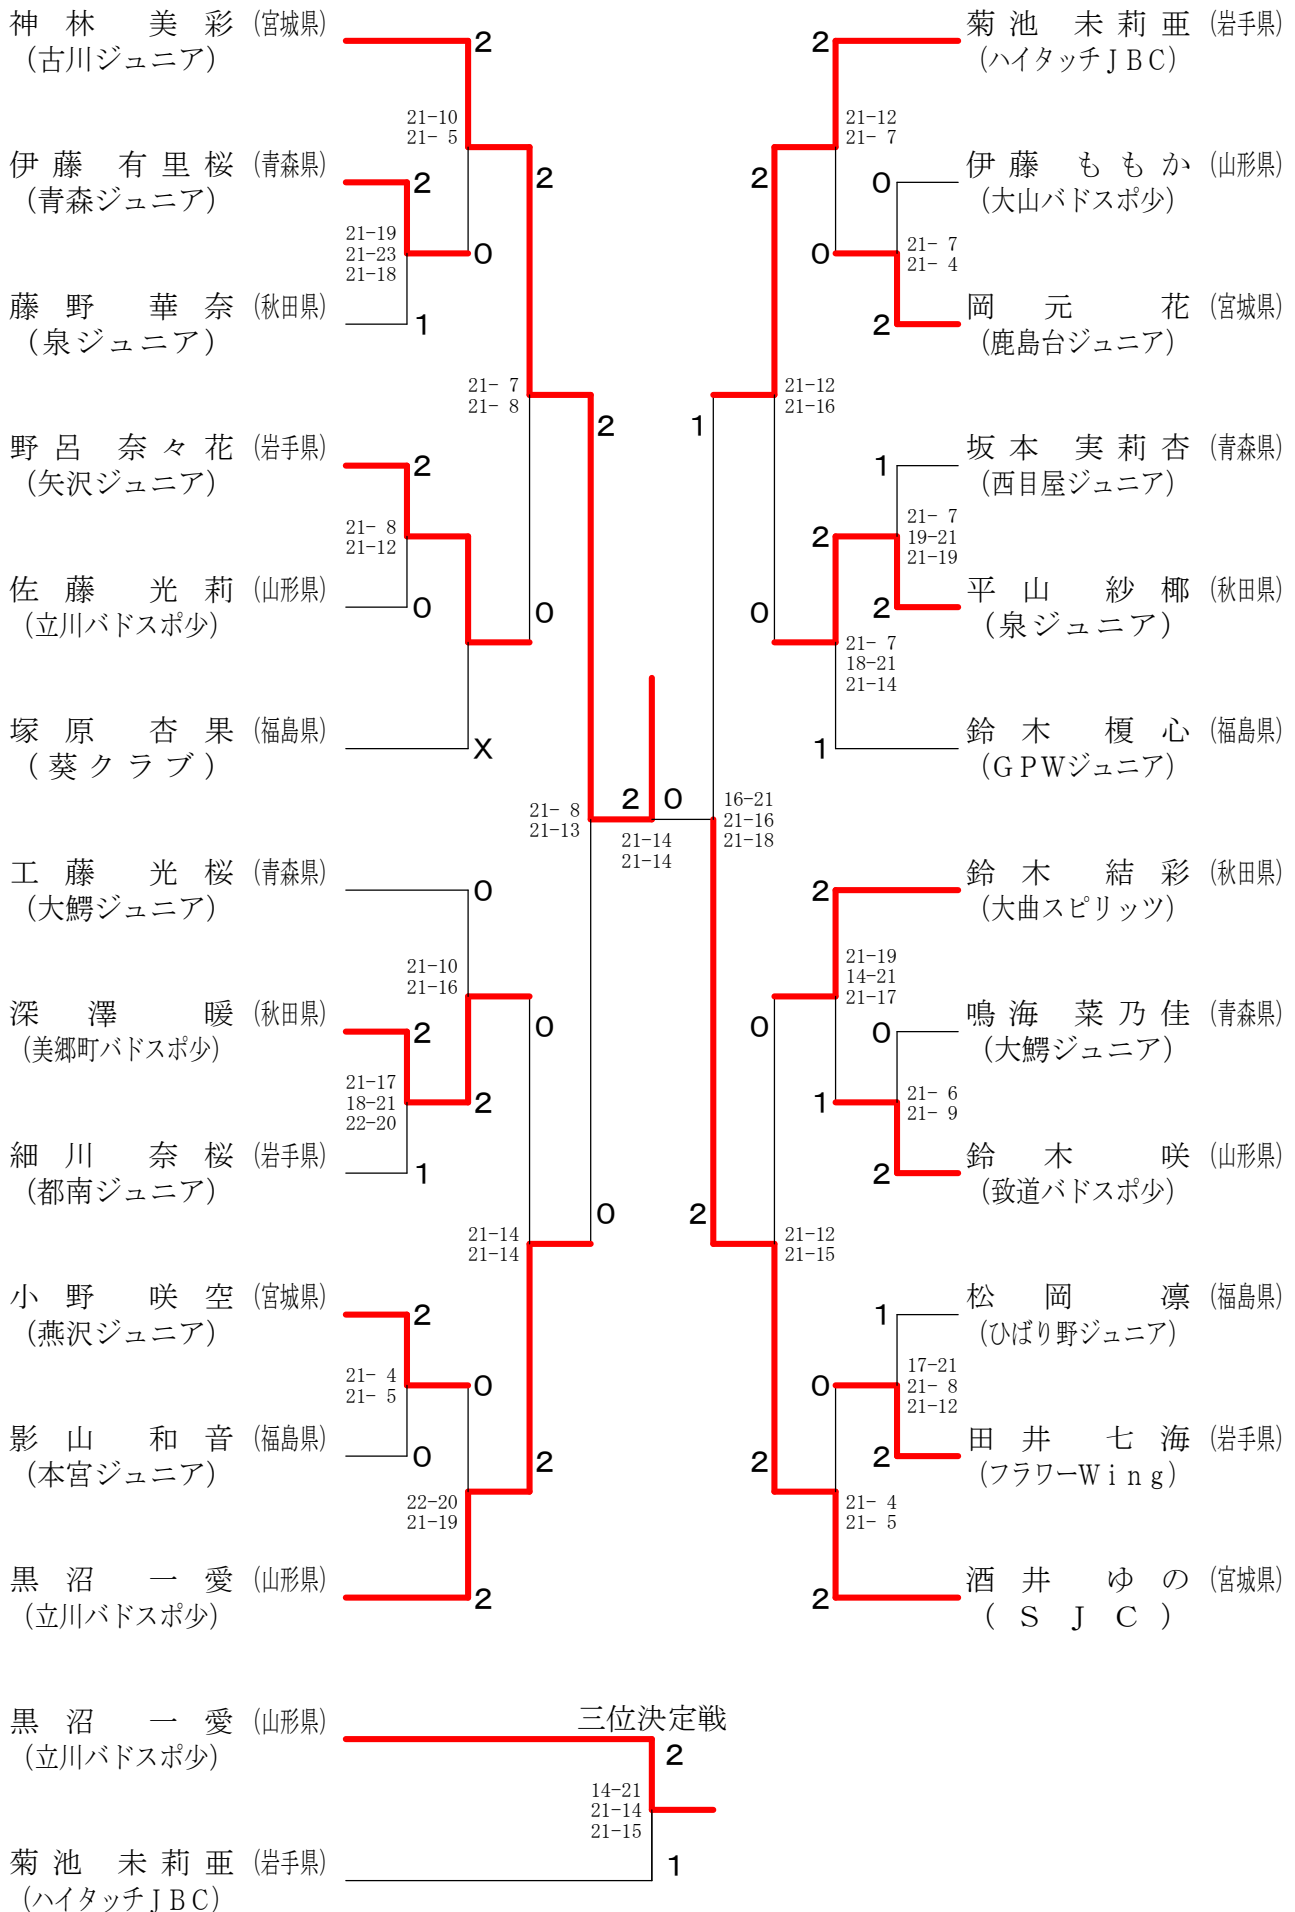 神林 美彩 (宮城県)
(古川ジュニア)
2
21-10
21- 5
伊藤 有里桜 (青森県)
(青森ジュニア)
2
2
21-19
21-23
21-18
0
藤野 華奈 (秋田県)
(泉ジュニア)
1
21- 7
21- 8
2
野呂 奈々花 (岩手県)
(矢沢ジュニア)
2
21- 8
21-12
佐藤 光莉 (山形県)
(立川バドスポ少)
0
0
塚原 杏果 (福島県)
(葵クラブ)
X
21- 8
21-13
2
0
21-14
21-14
工藤 光桜 (青森県)
(大鰐ジュニア)
0
21-10
21-16
深澤 暖 (秋田県)
(美郷町バドスポ少)
2
0
21-17
18-21
22-20
2
細川 奈桜 (岩手県)
(都南ジュニア)
1
0
21-14
21-14
小野 咲空 (宮城県)
(燕沢ジュニア)
2
21- 4
21- 5
0
影山 和音 (福島県)
(本宮ジュニア)
0
2
22-20
21-19
黒沼 一愛 (山形県)
(立川バドスポ少)
2
菊池 未莉亜 (岩手県)
(ハイタッチJBC)
2
21-12
21- 7
伊藤 ももか (山形県)
(大山バドスポ少)
2
0
21- 7
21- 4
0
岡元 花 (宮城県)
(鹿島台ジュニア)
2
21-12
21-16
1
坂本 実莉杏 (青森県)
(西目屋ジュニア)
1
21- 7
19-21
21-19
2
平山 紗椰 (秋田県)
(泉ジュニア)
0
2
21- 7
18-21
21-14
鈴木 榎心 (福島県)
(GPWジュニア)
1
16-21
21-16
21-18
鈴木 結彩 (秋田県)
(大曲スピリッツ)
2
21-19
14-21
21-17
鳴海 菜乃佳 (青森県)
(大鰐ジュニア)
0
0
21- 6
21- 9
1
鈴木 咲 (山形県)
(致道バドスポ少)
2
2
21-12
21-15
松岡 凛 (福島県)
(ひばり野ジュニア)
1
17-21
21- 8
21-12
0
田井 七海 (岩手県)
(フラワーWing)
2
2
21- 4
21- 5
酒井 ゆの (宮城県)
(SJC)
2
三位決定戦
黒沼 一愛 (山形県)
(立川バドスポ少)
2
14-21
21-14
21-15
菊池 未莉亜 (岩手県)
(ハイタッチJBC)
1